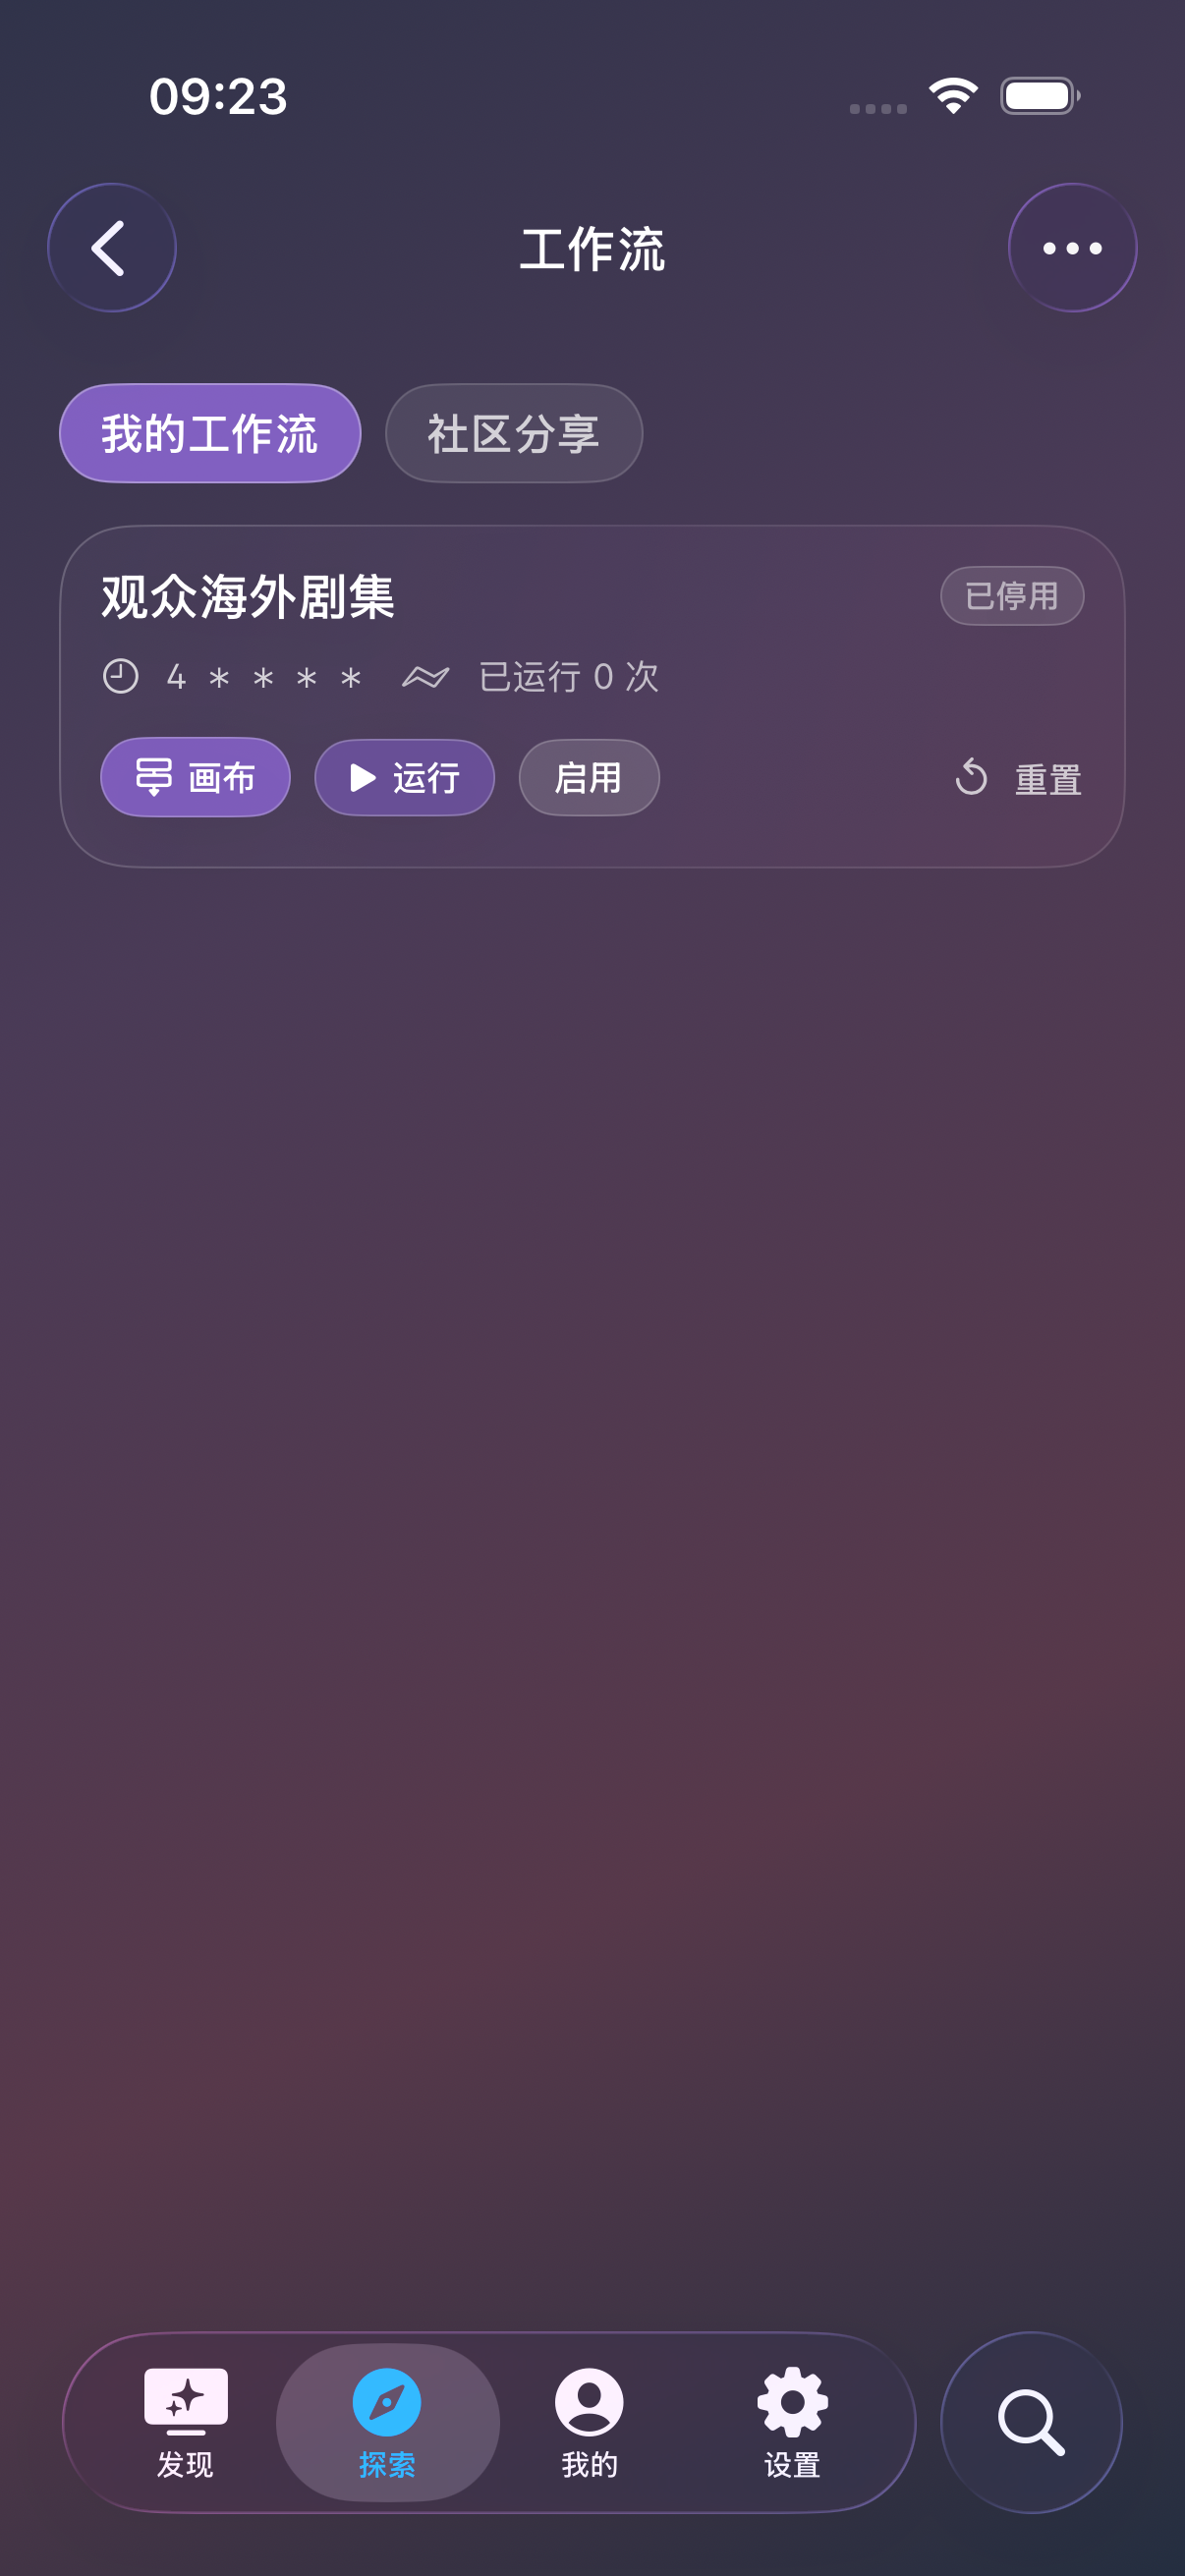 09:23
工作流
我的工作流 社区分享
观众海外剧集 已停用
4 * * * * 已运行 0 次
画布 运行 启用 重置
发现 探索 我的 设置